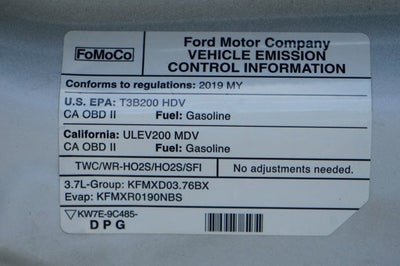 FoMoCo
Ford Motor Company
VEHICLE EMISSION
CONTROL INFORMATION
Conforms to regulations: 2019 MY
U.S. EPA: T3B200 HDV
CA OBD II Fuel: Gasoline
California: ULEV200 MDV
CA OBD II Fuel: Gasoline
TWC/WR-HO2S/HO2S/SFI No adjustments needed.
3.7L-Group: KFMXD03.76BX
Evap: KFMXR0190NBS
KW7E-9C485-
DPG